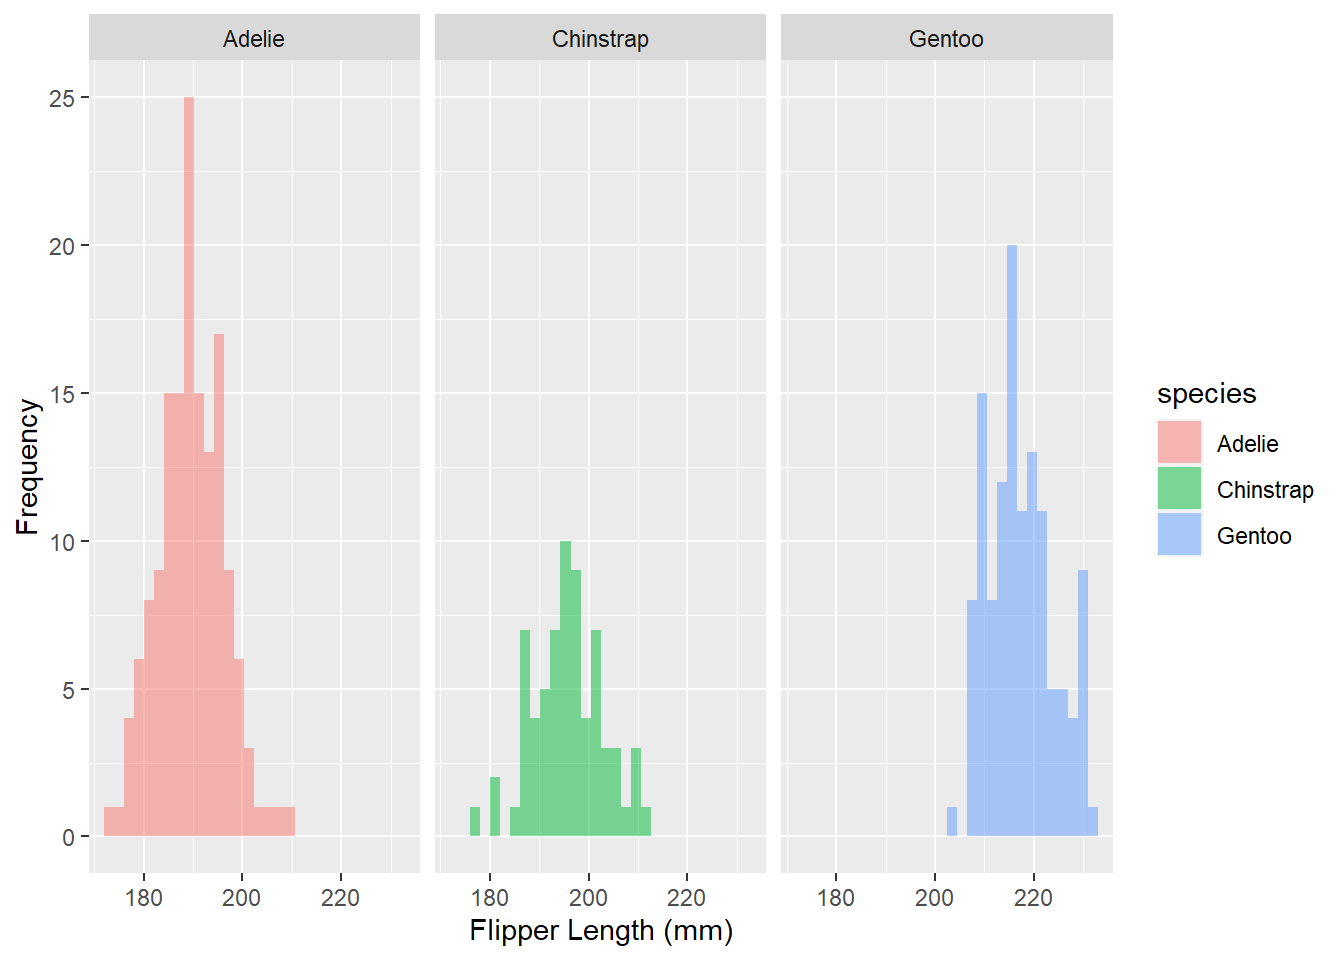 Adelie Chinstrap Gentoo
25
20
15
10
5
0
Frequency
180 200 220 180 200 220 180 200 220
Flipper Length (mm)
species
Adelie
Chinstrap
Gentoo